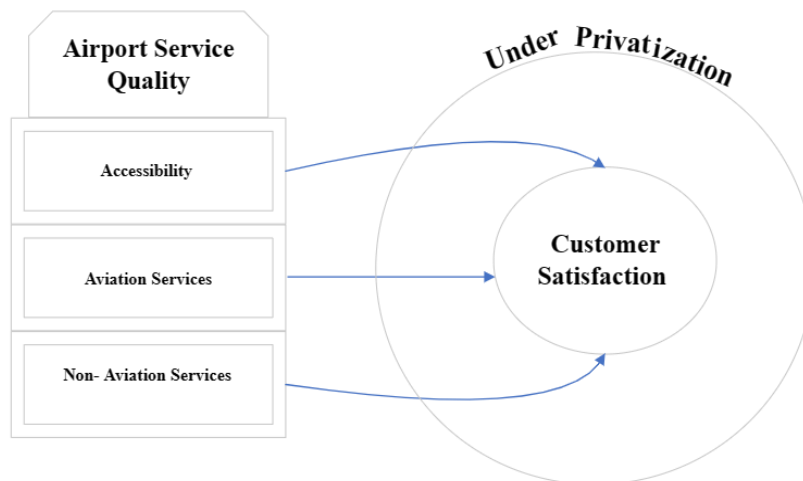 Airport Service
Quality
Under Privatization
Accessibility
Customer
Satisfaction
Aviation Services
Non- Aviation Services